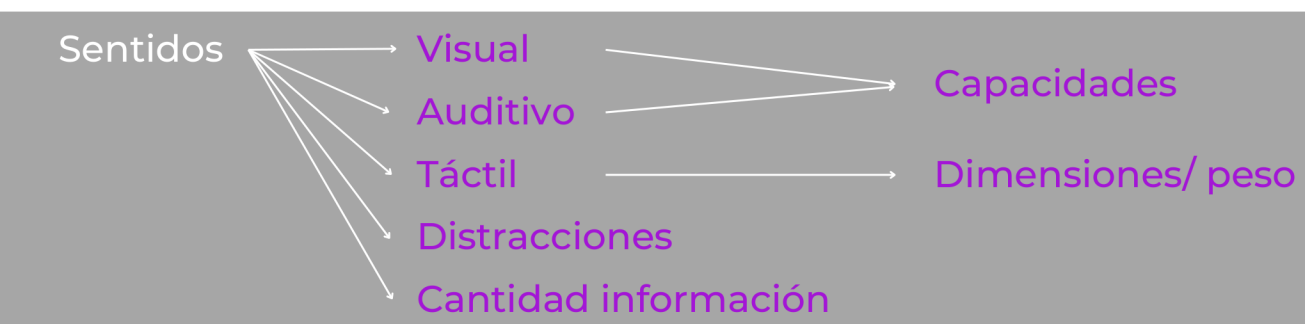 Sentidos
Visual
Auditivo
Táctil
Distracciones
Cantidad información
Capacidades
Dimensiones/ peso